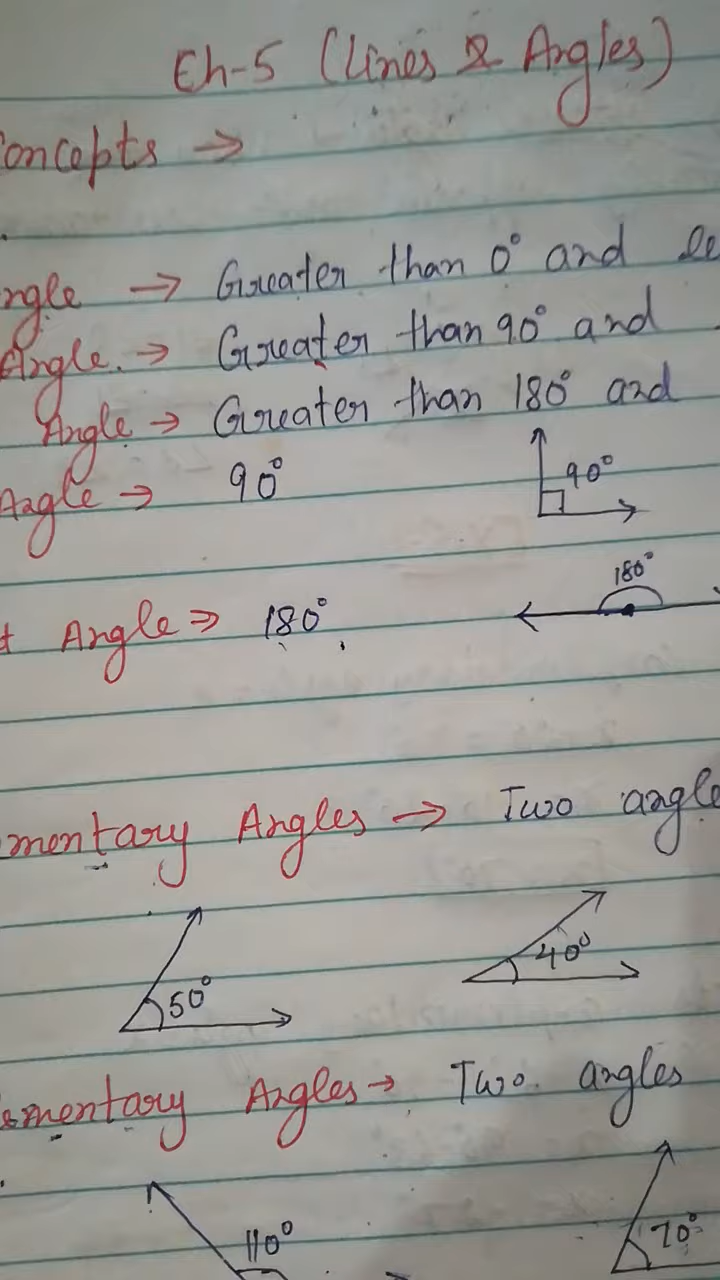 Ch-5 (Lines & Angles)
oncepts →
ngle → Greater than 0° and le
Angle. → Greater than 90° and
Angle → Greater than 180° and
Angle → 90° 90°
t Angle ⇒ 180° 180°
mentary Angles → Two angle
50° 40°
ementary Angles → Two angles
110° 70°